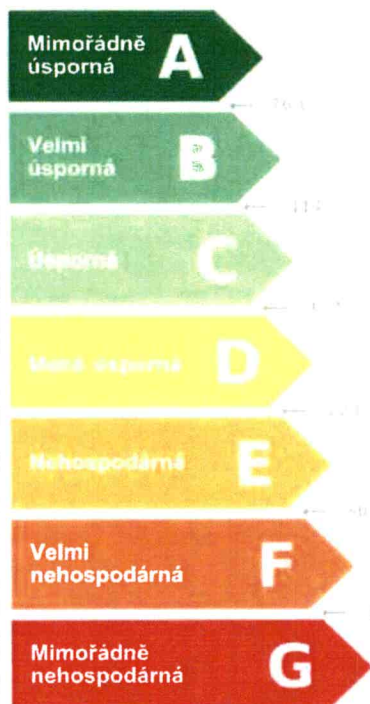 Mimořádně
úsporná
A
Velmi
úsporná
B
Úsporná
C
Méně úsporná
D
Nehospodárná
E
Velmi
nehospodárná
F
Mimořádně
nehospodárná
G